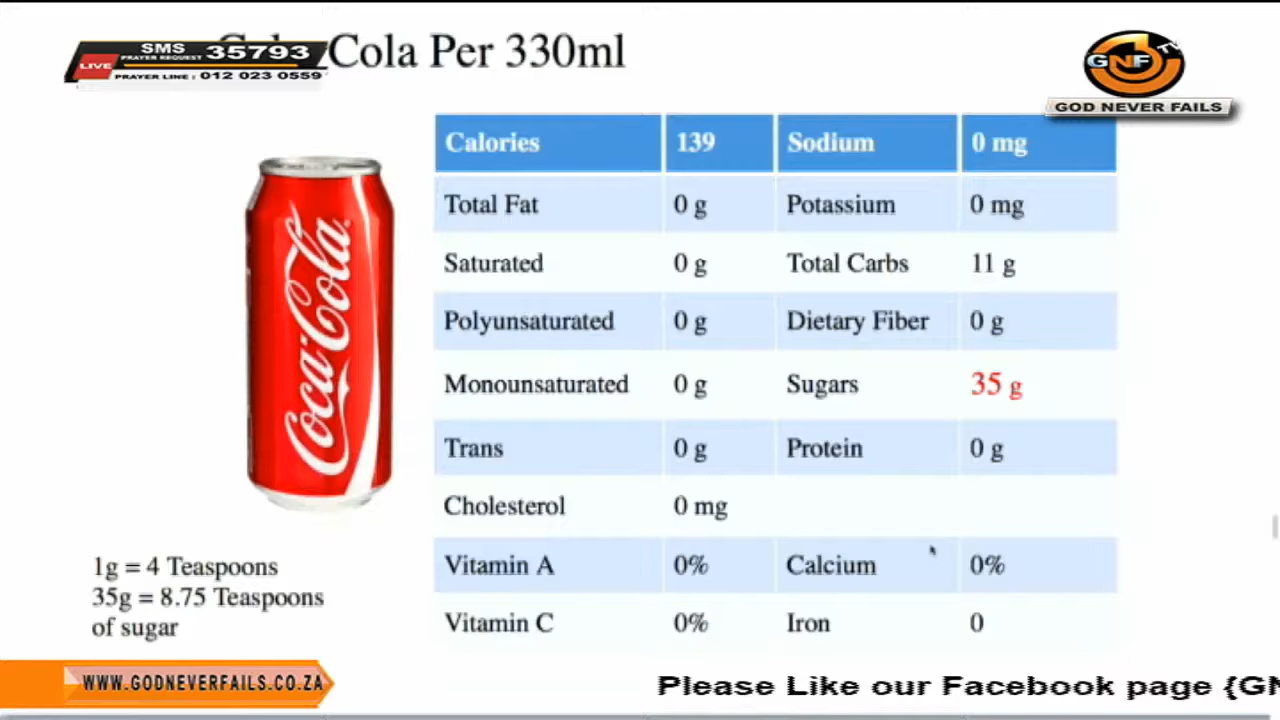 Cola Per 330ml
LIVE
SMS
PRAYER REQUEST
35793
PRAYER LINE : 012 023 0559
GNF TV
GOD NEVER FAILS
Calories 139 Sodium 0 mg
Total Fat 0 g Potassium 0 mg
Saturated 0 g Total Carbs 11 g
Polyunsaturated 0 g Dietary Fiber 0 g
Monounsaturated 0 g Sugars 35 g
Trans 0 g Protein 0 g
Cholesterol 0 mg
Vitamin A 0% Calcium 0%
Vitamin C 0% Iron 0
Coca-Cola
1g = 4 Teaspoons
35g = 8.75 Teaspoons
of sugar
WWW.GODNEVERFAILS.CO.ZA
Please Like our Facebook page {GN